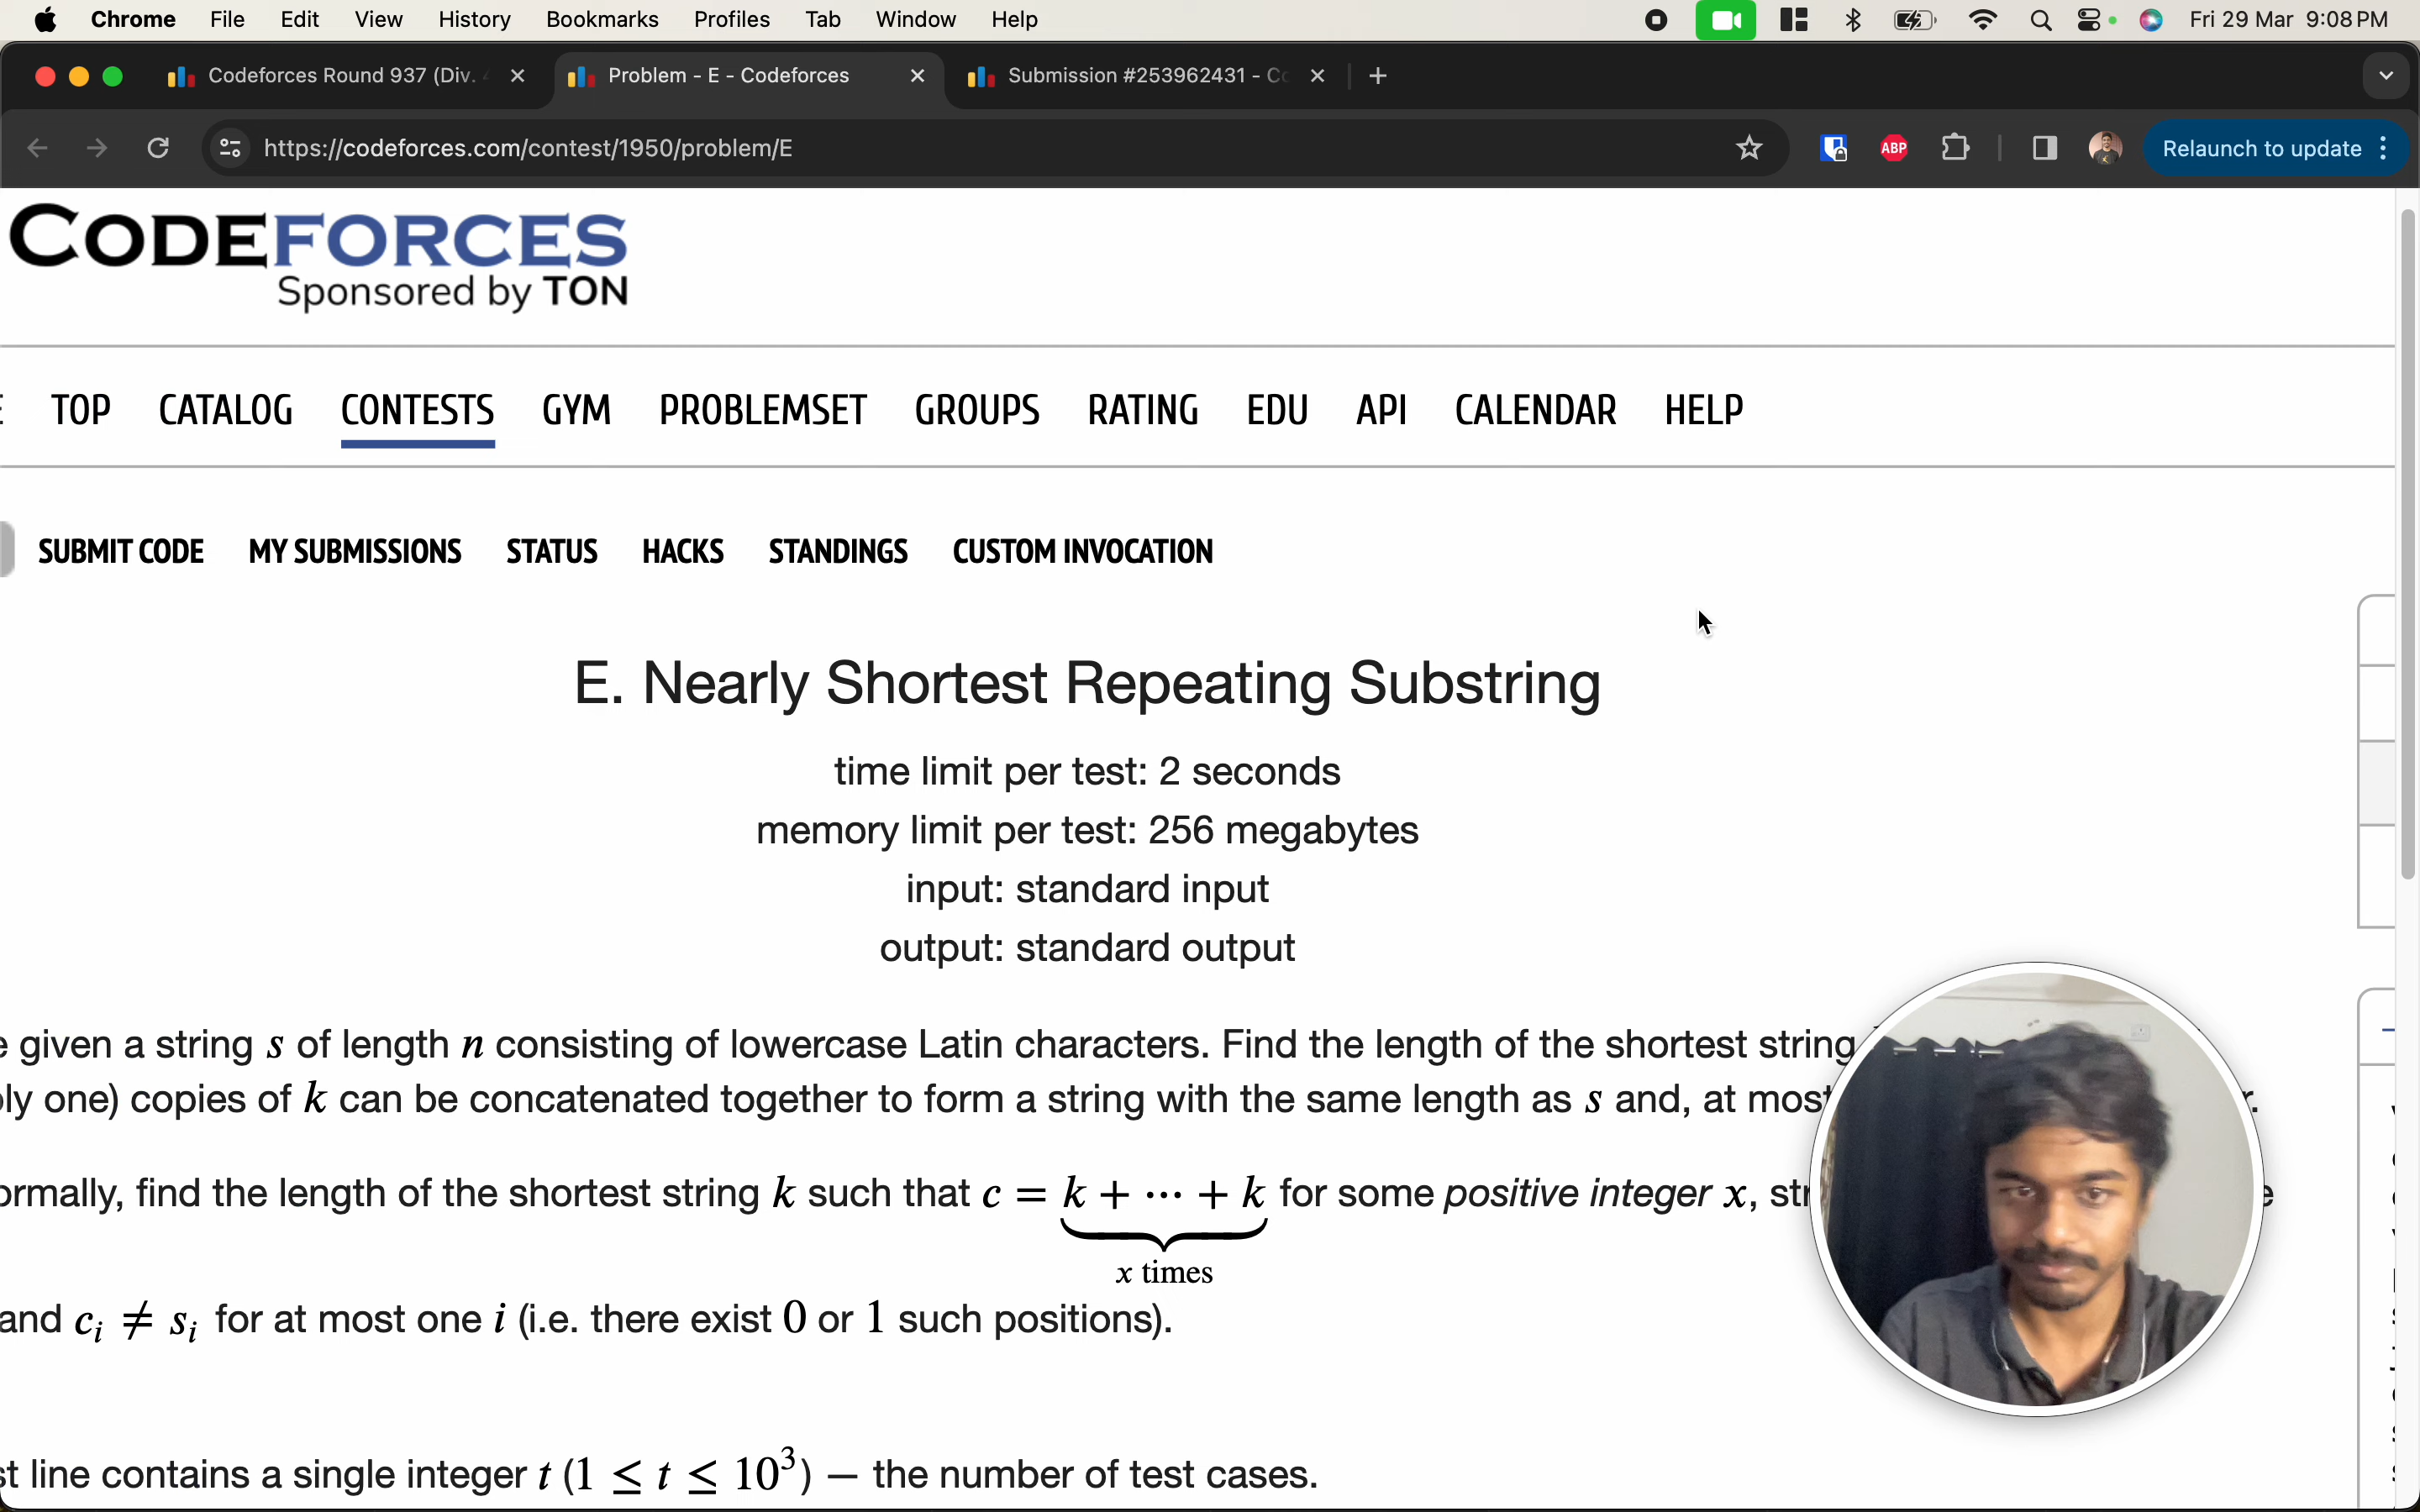 Chrome File Edit View History Bookmarks Profiles Tab Window Help Fri 29 Mar 9:08 PM
Codeforces Round 937 (Div. Problem - E - Codeforces Submission #253962431 - Co
https://codeforces.com/contest/1950/problem/E ABP Relaunch to update
CODEFORCES
Sponsored by TON
TOP CATALOG CONTESTS GYM PROBLEMSET GROUPS RATING EDU API CALENDAR HELP
SUBMIT CODE MY SUBMISSIONS STATUS HACKS STANDINGS CUSTOM INVOCATION
E. Nearly Shortest Repeating Substring
time limit per test: 2 seconds
memory limit per test: 256 megabytes
input: standard input
output: standard output
e given a string s of length n consisting of lowercase Latin characters. Find the length of the shortest string
ly one) copies of k can be concatenated together to form a string with the same length as s and, at most r.
ormally, find the length of the shortest string k such that c = k + ⋯ + k for some positive integer x, str e
x times
and cᵢ ≠ sᵢ for at most one i (i.e. there exist 0 or 1 such positions).
st line contains a single integer t (1 ≤ t ≤ 10³) — the number of test cases.